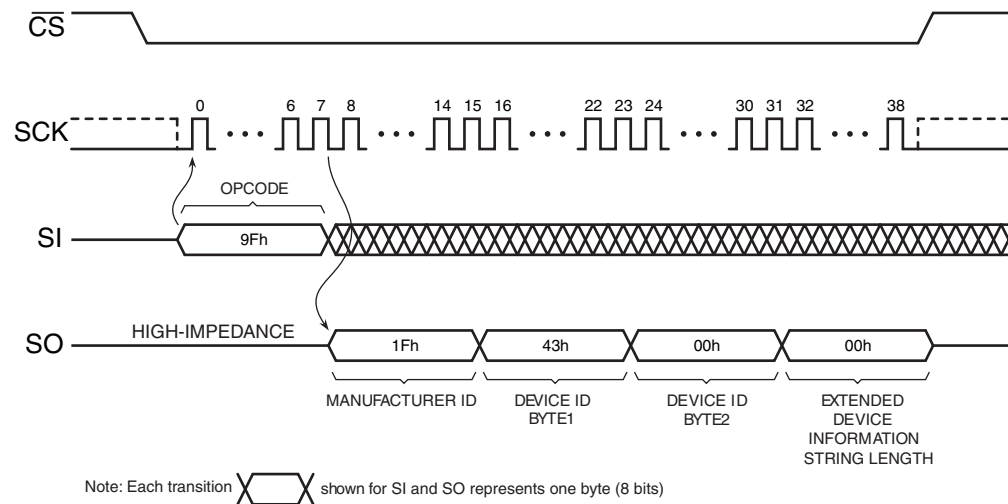 CS
SCK
0 6 7 8 14 15 16 22 23 24 30 31 32 38
OPCODE
SI
9Fh
SO
HIGH-IMPEDANCE
1Fh 43h 00h 00h
MANUFACTURER ID
DEVICE ID
BYTE1
DEVICE ID
BYTE2
EXTENDED
DEVICE
INFORMATION
STRING LENGTH
Note: Each transition shown for SI and SO represents one byte (8 bits)